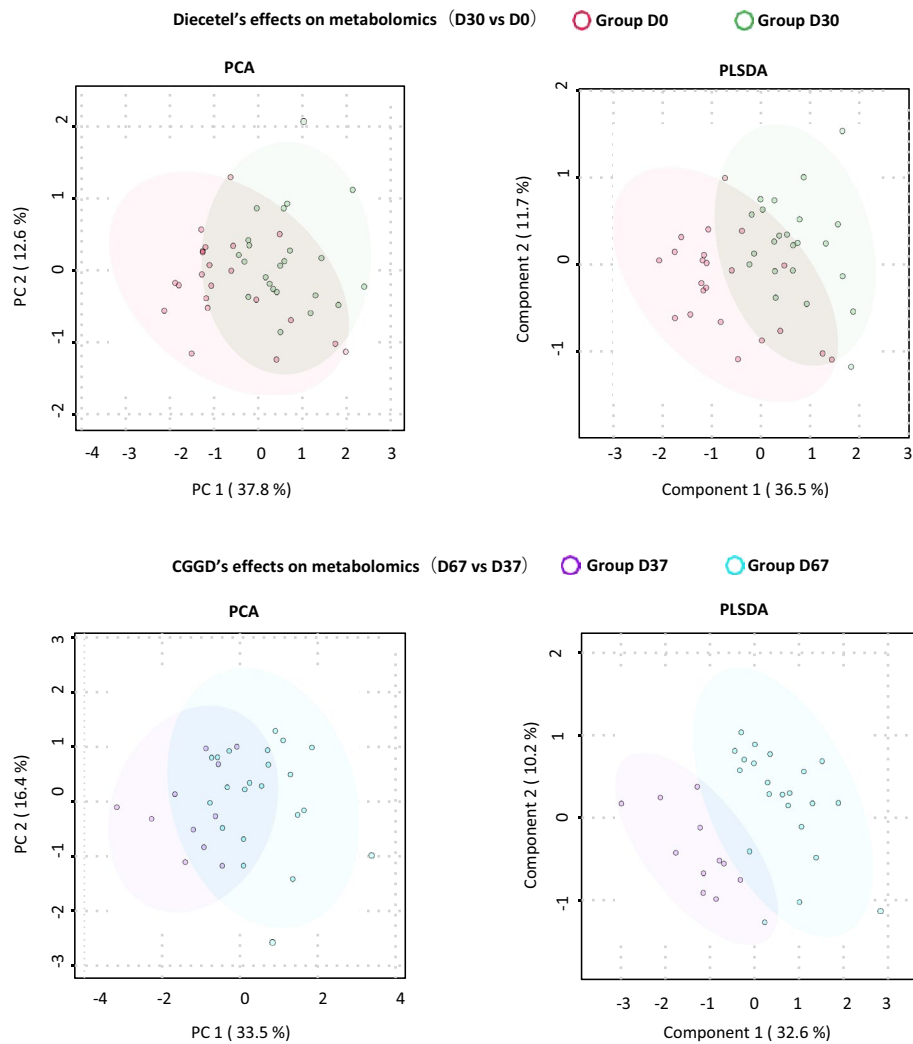 Diecetel’s effects on metabolomics（D30 vs D0） Group D0 Group D30
PCA
PC 2 ( 12.6 %)
2
1
0
-1
-2
-4 -3 -2 -1 0 1 2 3
PC 1 ( 37.8 %)
PLSDA
Component 2 ( 11.7 %)
2
1
0
-1
-3 -2 -1 0 1 2 3
Component 1 ( 36.5 %)
CGGD’s effects on metabolomics（D67 vs D37） Group D37 Group D67
PCA
PC 2 ( 16.4 %)
3
2
1
0
-1
-2
-3
-4 -2 0 2 4
PC 1 ( 33.5 %)
PLSDA
Component 2 ( 10.2 %)
2
1
0
-1
-3 -2 -1 0 1 2 3
Component 1 ( 32.6 %)